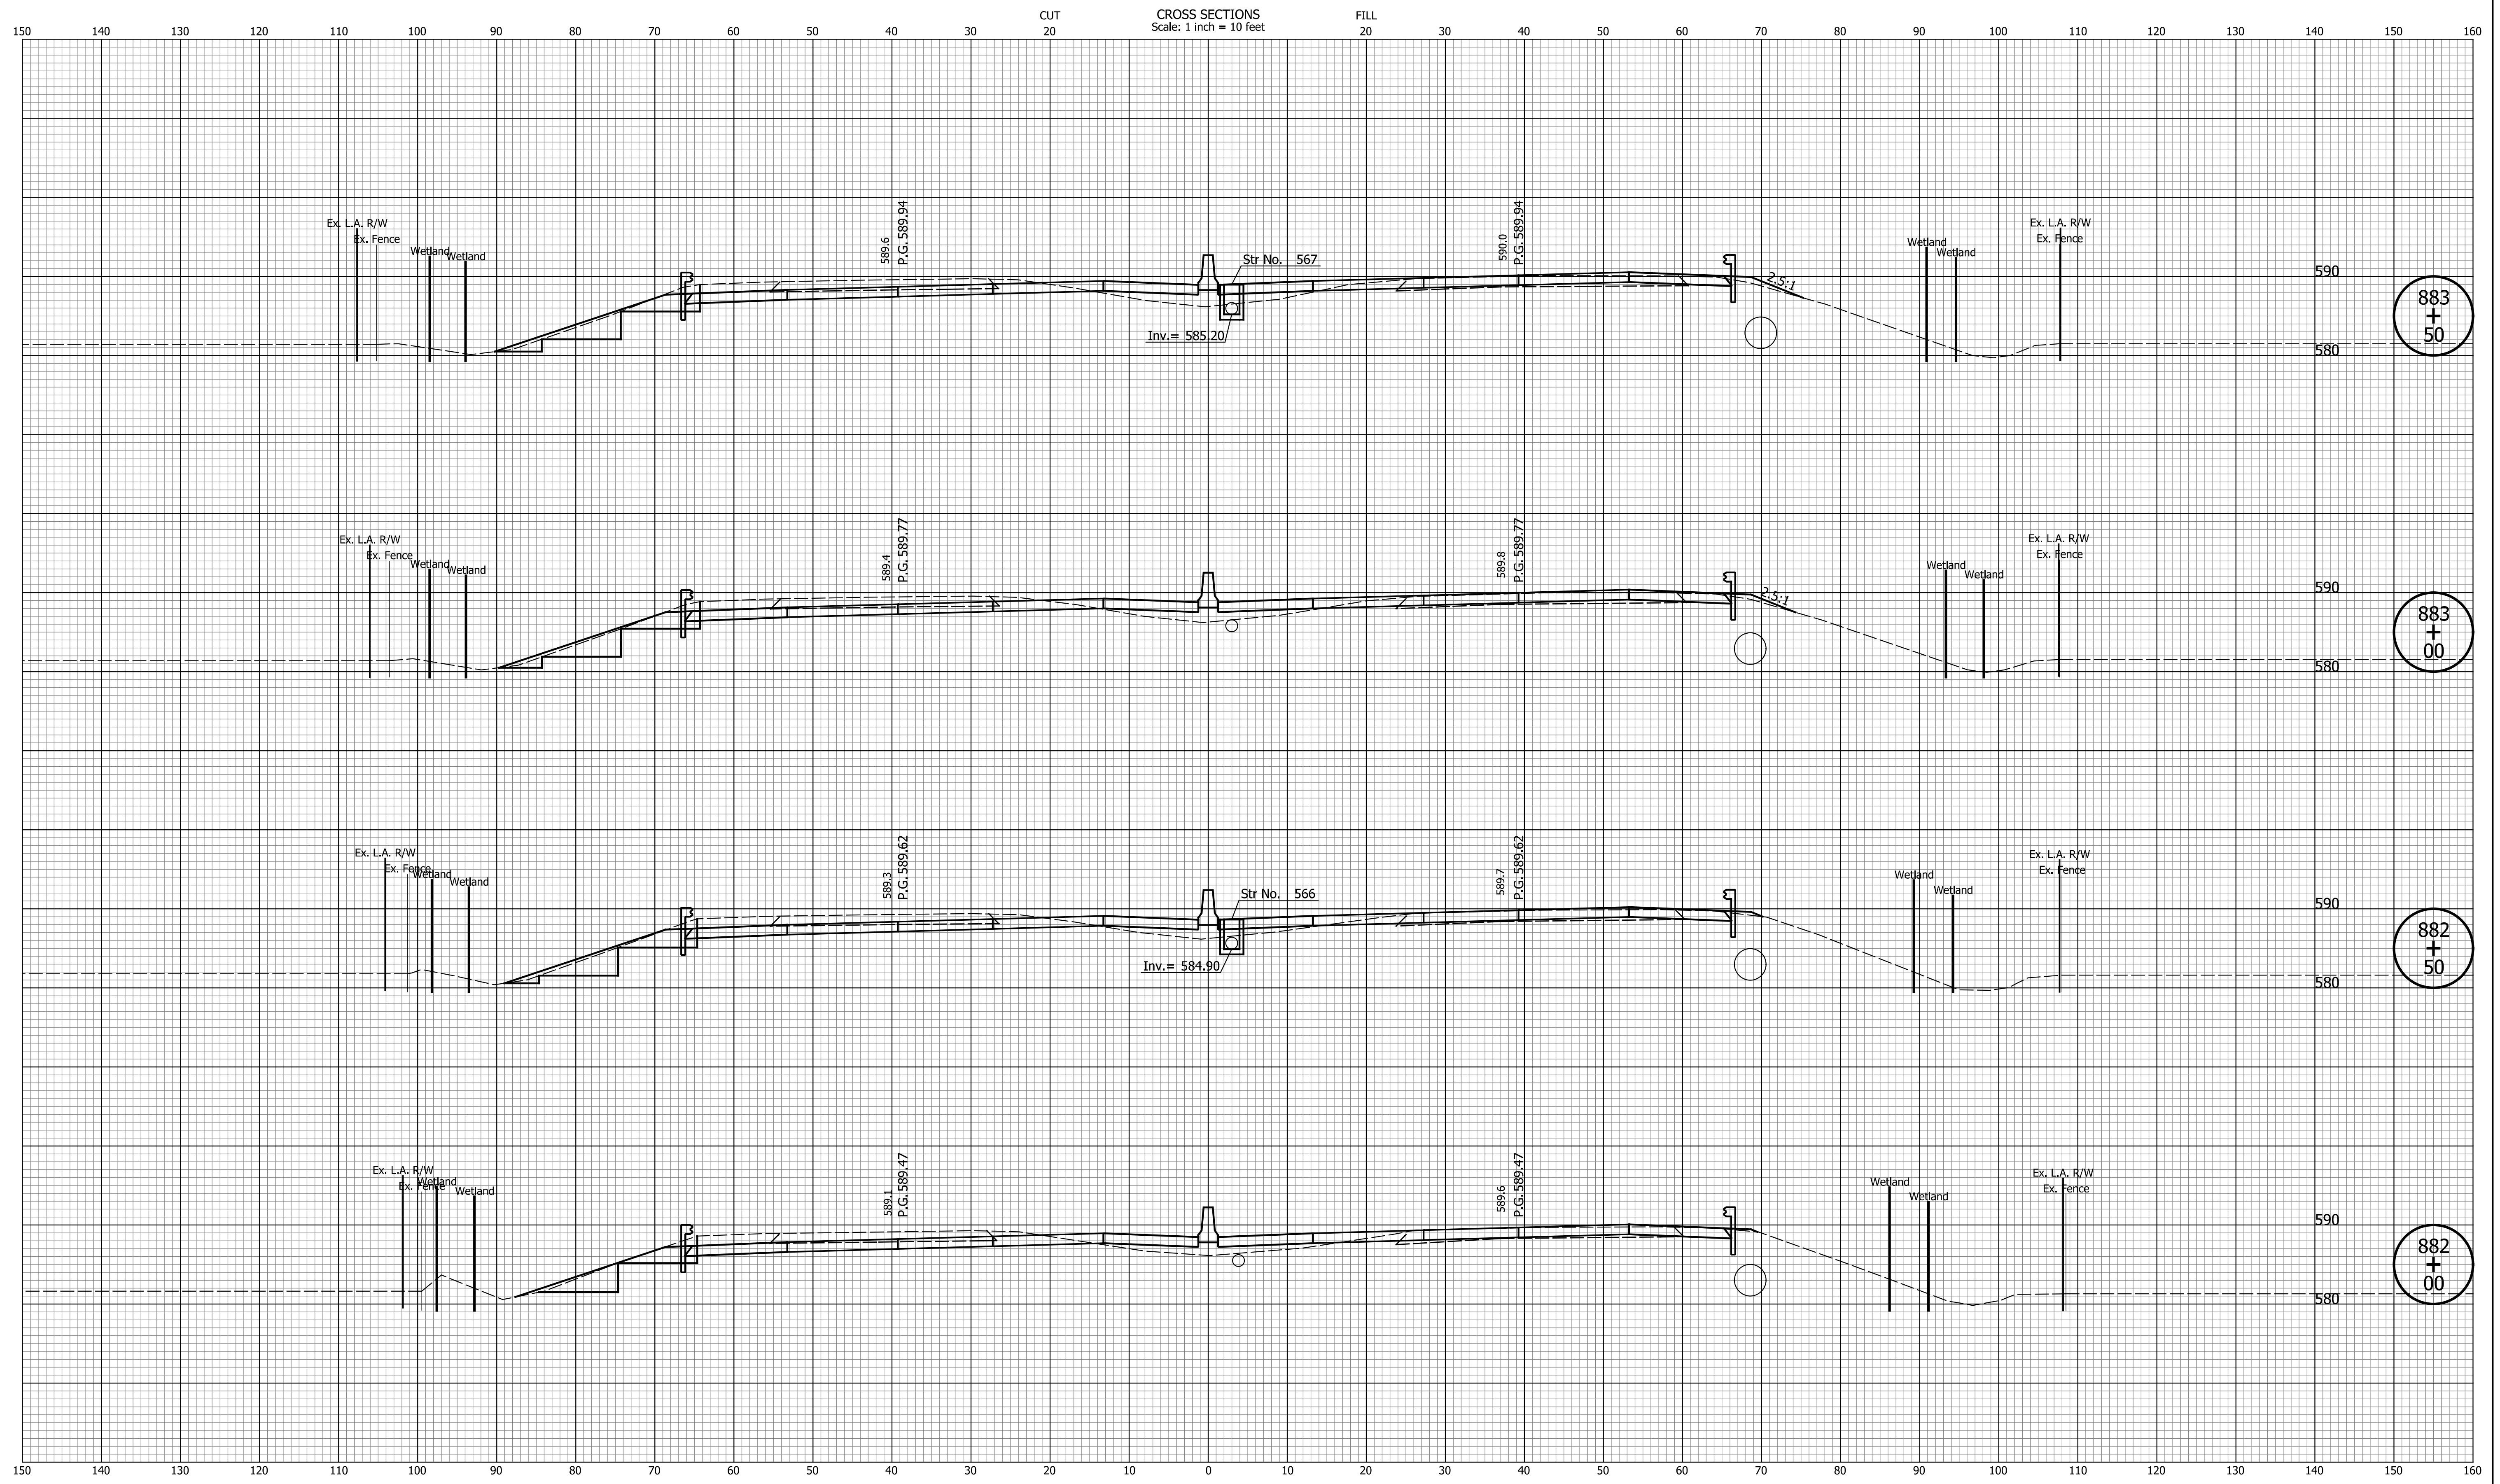 CUT CROSS SECTIONS FILL
Scale: 1 inch = 10 feet
150 140 130 120 110 100 90 80 70 60 50 40 30 20 20 30 40 50 60 70 80 90 100 110 120 130 140 150 160
Ex. L.A. R/W
Ex. Fence
Wetland
Wetland
589.6
P.G. 589.94
Str No. 567
Inv.= 585.20
590.0
P.G. 589.94
2.5:1
Wetland
Wetland
Ex. L.A. R/W
Ex. Fence
590
580
883
+
50
Ex. L.A. R/W
Ex. Fence
Wetland
Wetland
589.4
P.G. 589.77
589.8
P.G. 589.77
2.5:1
Wetland
Wetland
Ex. L.A. R/W
Ex. Fence
590
580
883
+
00
Ex. L.A. R/W
Ex. Fence
Wetland
Wetland
589.3
P.G. 589.62
Str No. 566
Inv.= 584.90
589.7
P.G. 589.62
Wetland
Wetland
Ex. L.A. R/W
Ex. Fence
590
580
882
+
50
Ex. L.A. R/W
Ex. Fence
Wetland
Wetland
589.1
P.G. 589.47
589.6
P.G. 589.47
Wetland
Wetland
Ex. L.A. R/W
Ex. Fence
590
580
882
+
00
150 140 130 120 110 100 90 80 70 60 50 40 30 20 10 0 10 20 30 40 50 60 70 80 90 100 110 120 130 140 150 160